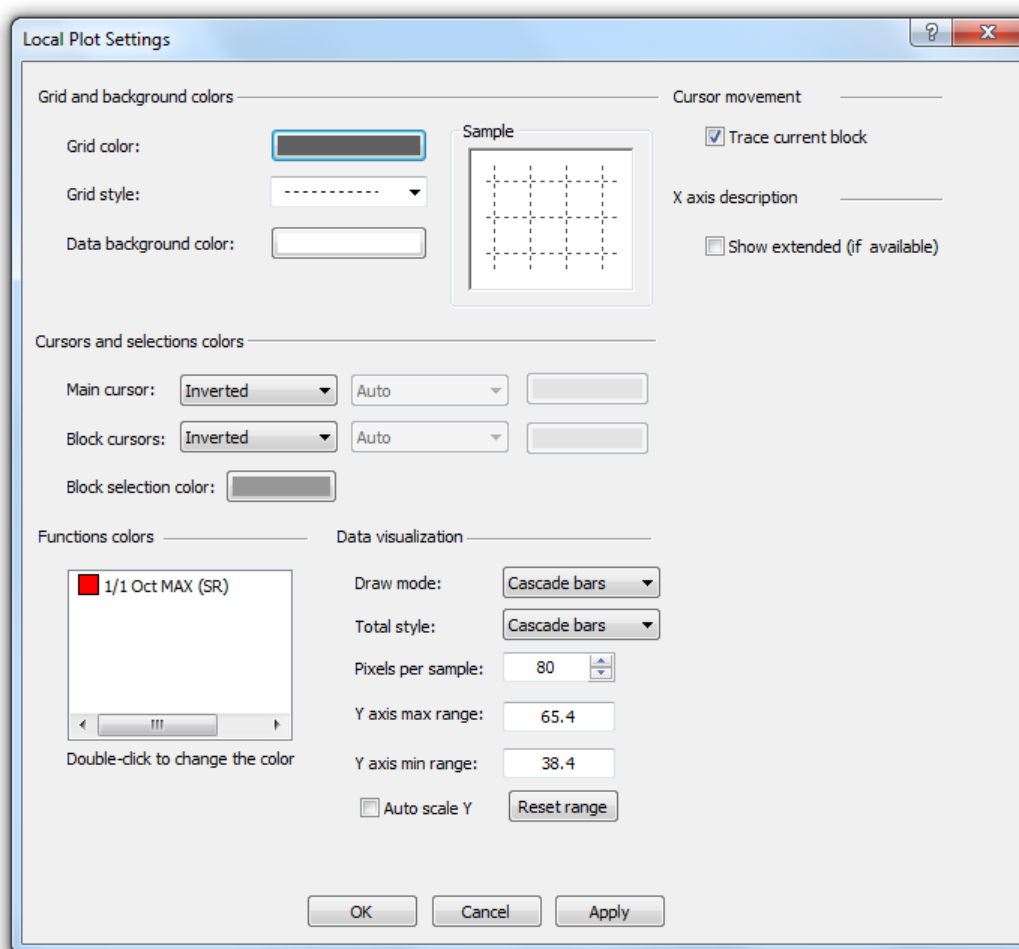 Local Plot Settings
?
X
Grid and background colors
Grid color:
Grid style:
Data background color:
Sample
Cursor movement
Trace current block
X axis description
Show extended (if available)
Cursors and selections colors
Main cursor: Inverted Auto
Block cursors: Inverted Auto
Block selection color:
Functions colors
1/1 Oct MAX (SR)
Double-click to change the color
Data visualization
Draw mode: Cascade bars
Total style: Cascade bars
Pixels per sample: 80
Y axis max range: 65.4
Y axis min range: 38.4
Auto scale Y Reset range
OK Cancel Apply